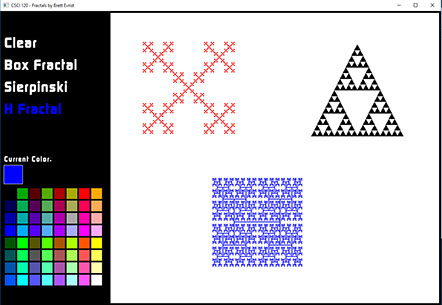 CSCI 120 - Fractals by Brett Evrist
Clear
Box Fractal
Sierpinski
H Fractal
Current Color.